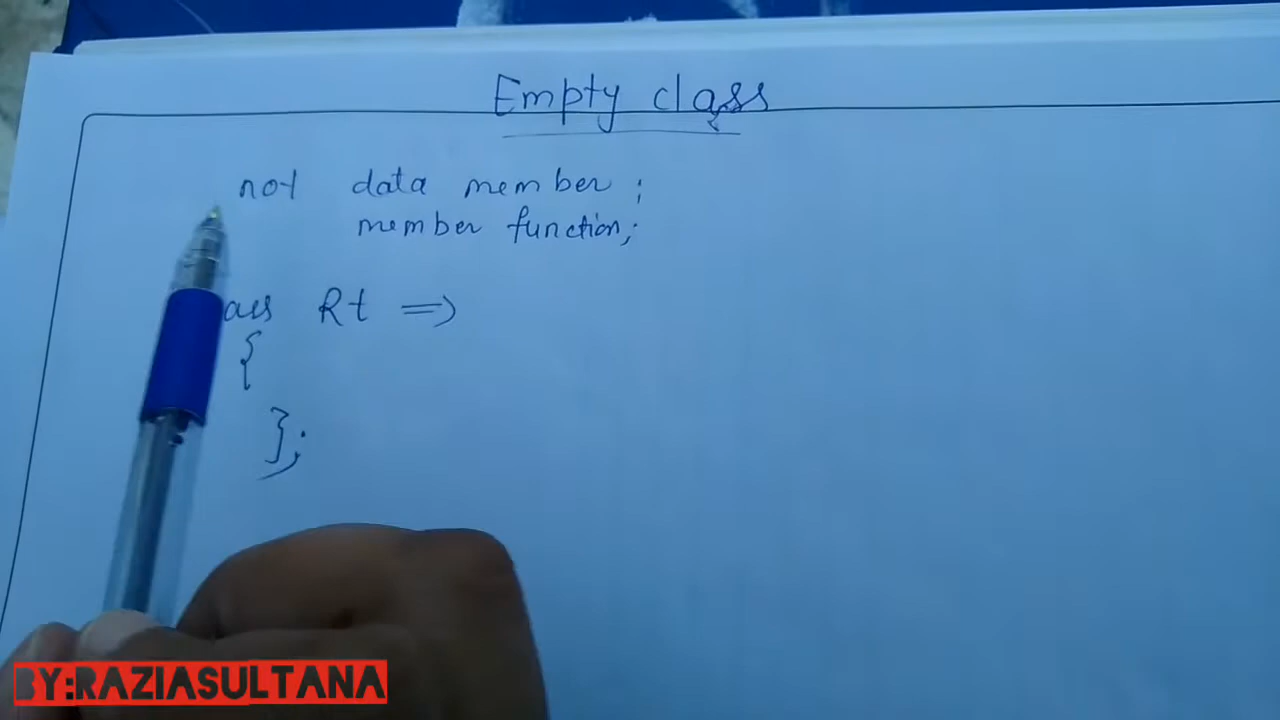 Empty class
not data member ;
member function;
ass Rt =>
{
};
BY:RAZIASULTANA